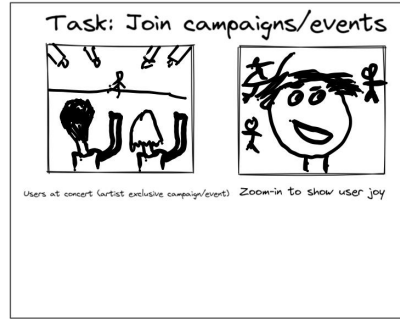 Task: Join campaigns/events
Users at concert (artist exclusive campaign/event)
Zoom-in to show user joy